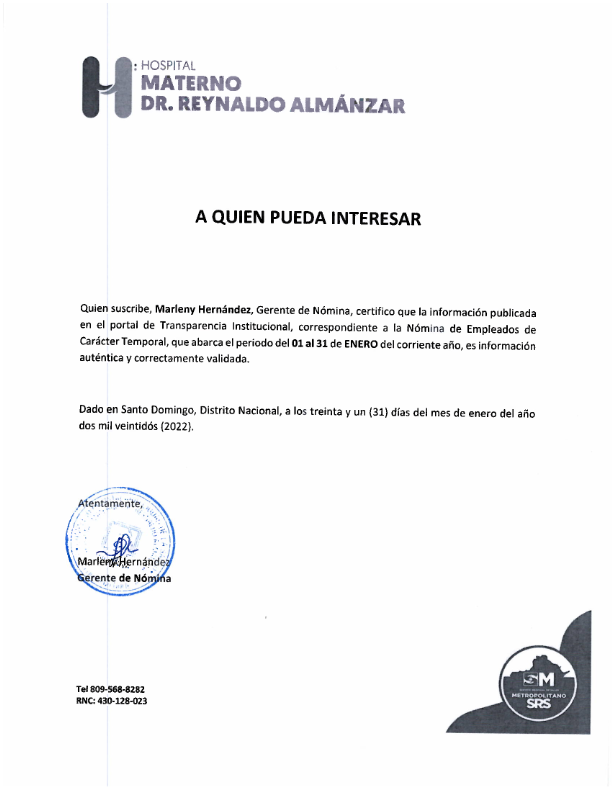 HOSPITAL
MATERNO
DR. REYNALDO ALMÁNZAR
A QUIEN PUEDA INTERESAR
Quien suscribe, Marleny Hernández, Gerente de Nómina, certifico que la información publicada
en el portal de Transparencia Institucional, correspondiente a la Nómina de Empleados de
Carácter Temporal, que abarca el periodo del 01 al 31 de ENERO del corriente año, es información
auténtica y correctamente validada.
Dado en Santo Domingo, Distrito Nacional, a los treinta y un (31) días del mes de enero del año
dos mil veintidós (2022).
Atentamente,
Marleny Hernández
Gerente de Nómina
Tel 809-568-8282
RNC: 430-128-023
M
METROPOLITANO
SRS